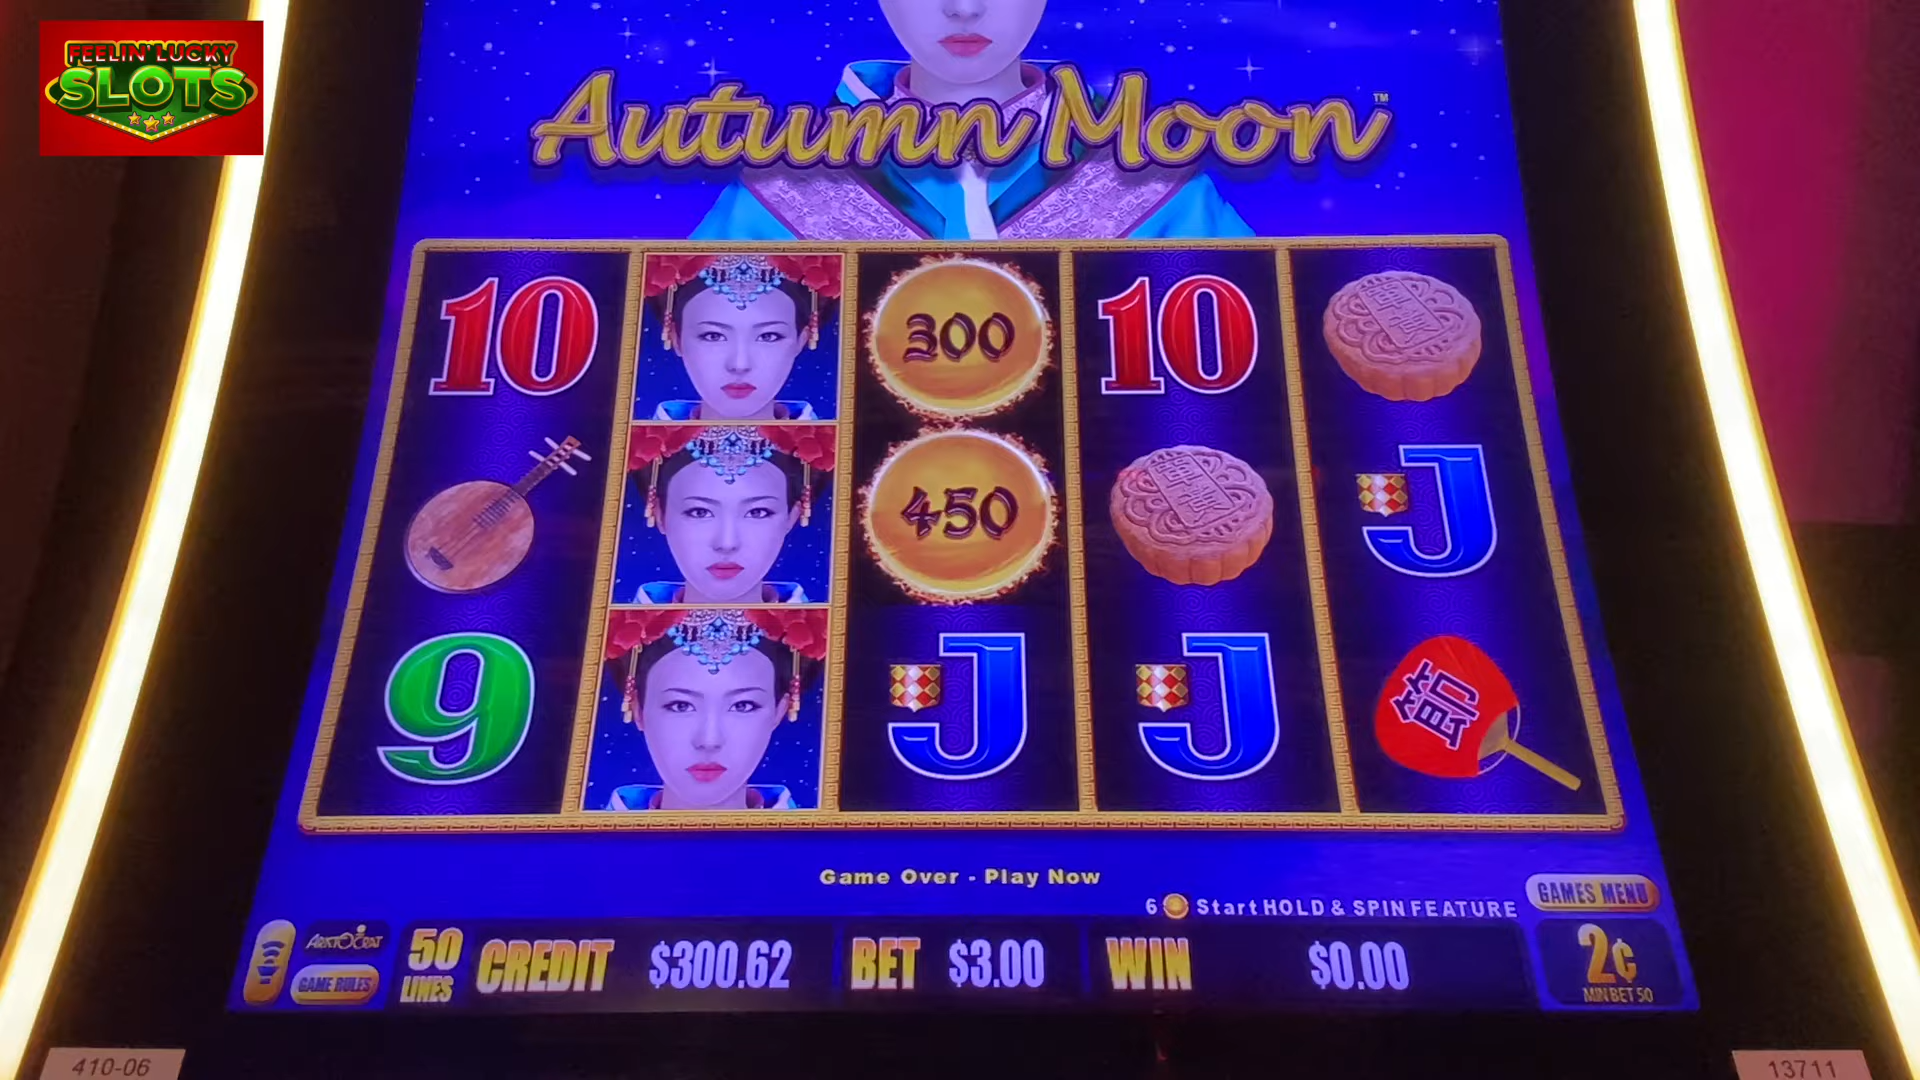 FEELIN' LUCKY
SLOTS
Autumn Moon™
10
300
10
450
J
9
J
J
Game Over - Play Now
6 Start HOLD & SPIN FEATURE
GAMES MENU
ARISTOCRAT
GAME RULES
50
LINES
CREDIT $300.62
BET $3.00
WIN $0.00
2¢
MIN BET 50
410-06
13711